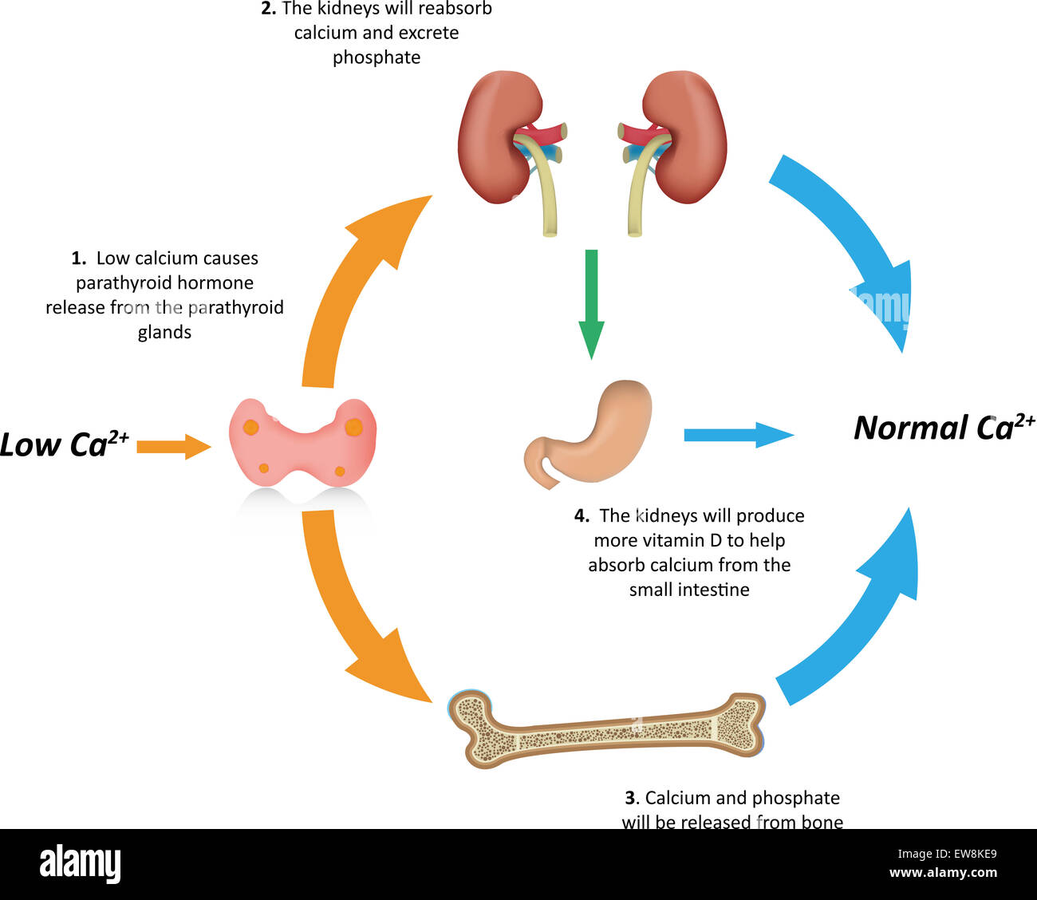 2. The kidneys will reabsorb
calcium and excrete
phosphate
1. Low calcium causes
parathyroid hormone
release from the parathyroid
glands
Low Ca²⁺
Normal Ca²⁺
4. The kidneys will produce
more vitamin D to help
absorb calcium from the
small intestine
3. Calcium and phosphate
will be released from bone
alamy
a
alamy
Image ID: EW8KE9
www.alamy.com